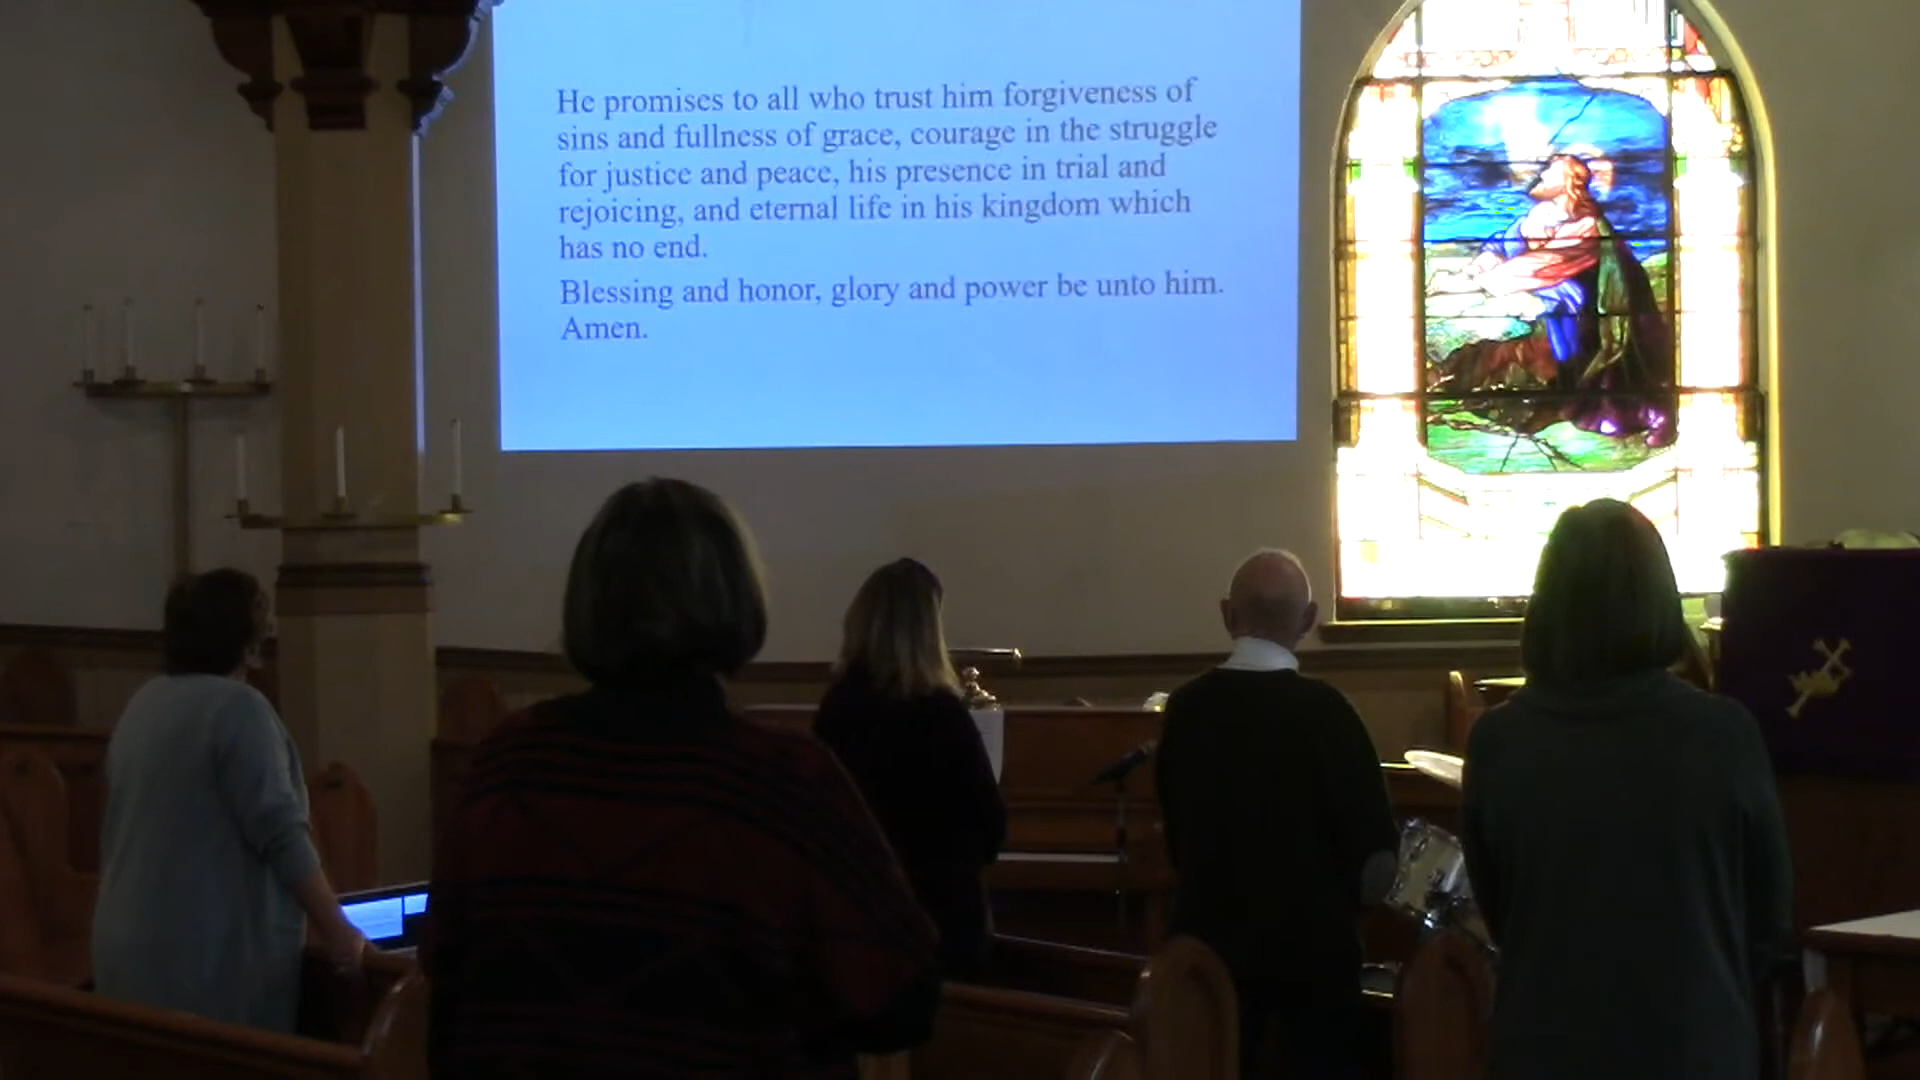 He promises to all who trust him forgiveness of
sins and fullness of grace, courage in the struggle
for justice and peace, his presence in trial and
rejoicing, and eternal life in his kingdom which
has no end.
Blessing and honor, glory and power be unto him.
Amen.